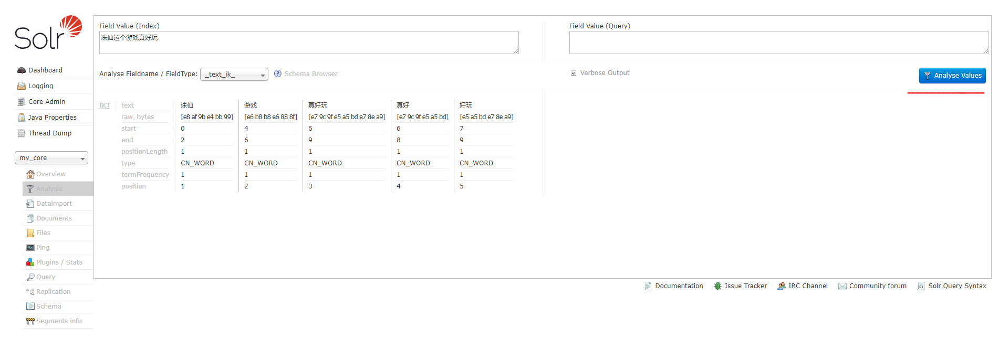 Solr
Field Value (Index)
Field Value (Query)
诛仙这个游戏真好玩
Analyse Fieldname / FieldType:
_text_ik_
Schema Browser
Verbose Output
Analyse Values
Dashboard
Logging
Core Admin
Java Properties
Thread Dump
my_core
Overview
Analysis
Dataimport
Documents
Files
Ping
Plugins / Stats
Query
Replication
Schema
Segments info
IKT text 诛仙 游戏 真好玩 真好 好玩
raw_bytes [e8 af 9b e4 bb 99] [e6 b8 b8 e6 88 8f] [e7 9c 9f e5 a5 bd e7 8e a9] [e7 9c 9f e5 a5 bd] [e5 a5 bd e7 8e a9]
start 0 4 6 6 7
end 2 6 9 8 9
positionLength 1 1 1 1 1
type CN_WORD CN_WORD CN_WORD CN_WORD CN_WORD
termFrequency 1 1 1 1 1
position 1 2 3 4 5
Documentation Issue Tracker IRC Channel Community forum Solr Query Syntax